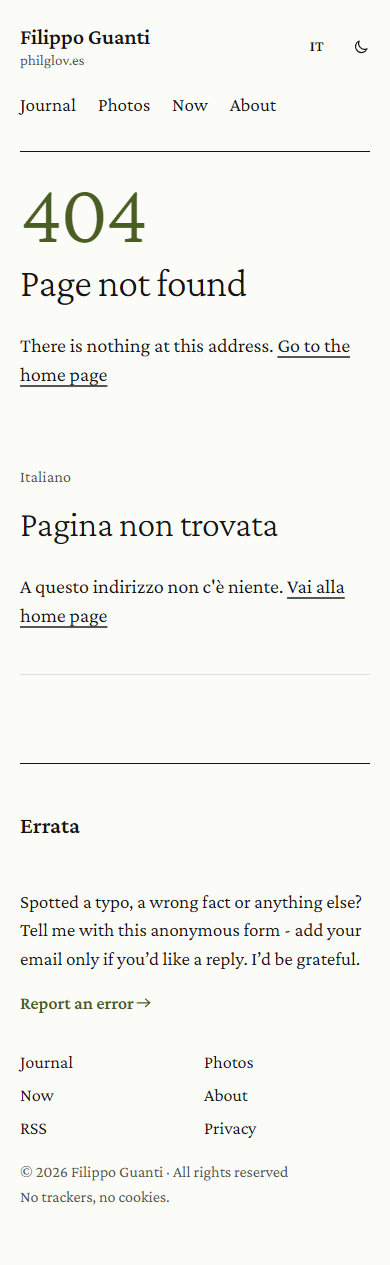 Filippo Guanti
philglov.es
IT
Journal Photos Now About
404
Page not found
There is nothing at this address. Go to the
home page
Italiano
Pagina non trovata
A questo indirizzo non c'è niente. Vai alla
home page
Errata
Spotted a typo, a wrong fact or anything else?
Tell me with this anonymous form - add your
email only if you’d like a reply. I’d be grateful.
Report an error →
Journal Photos
Now About
RSS Privacy
© 2026 Filippo Guanti · All rights reserved
No trackers, no cookies.